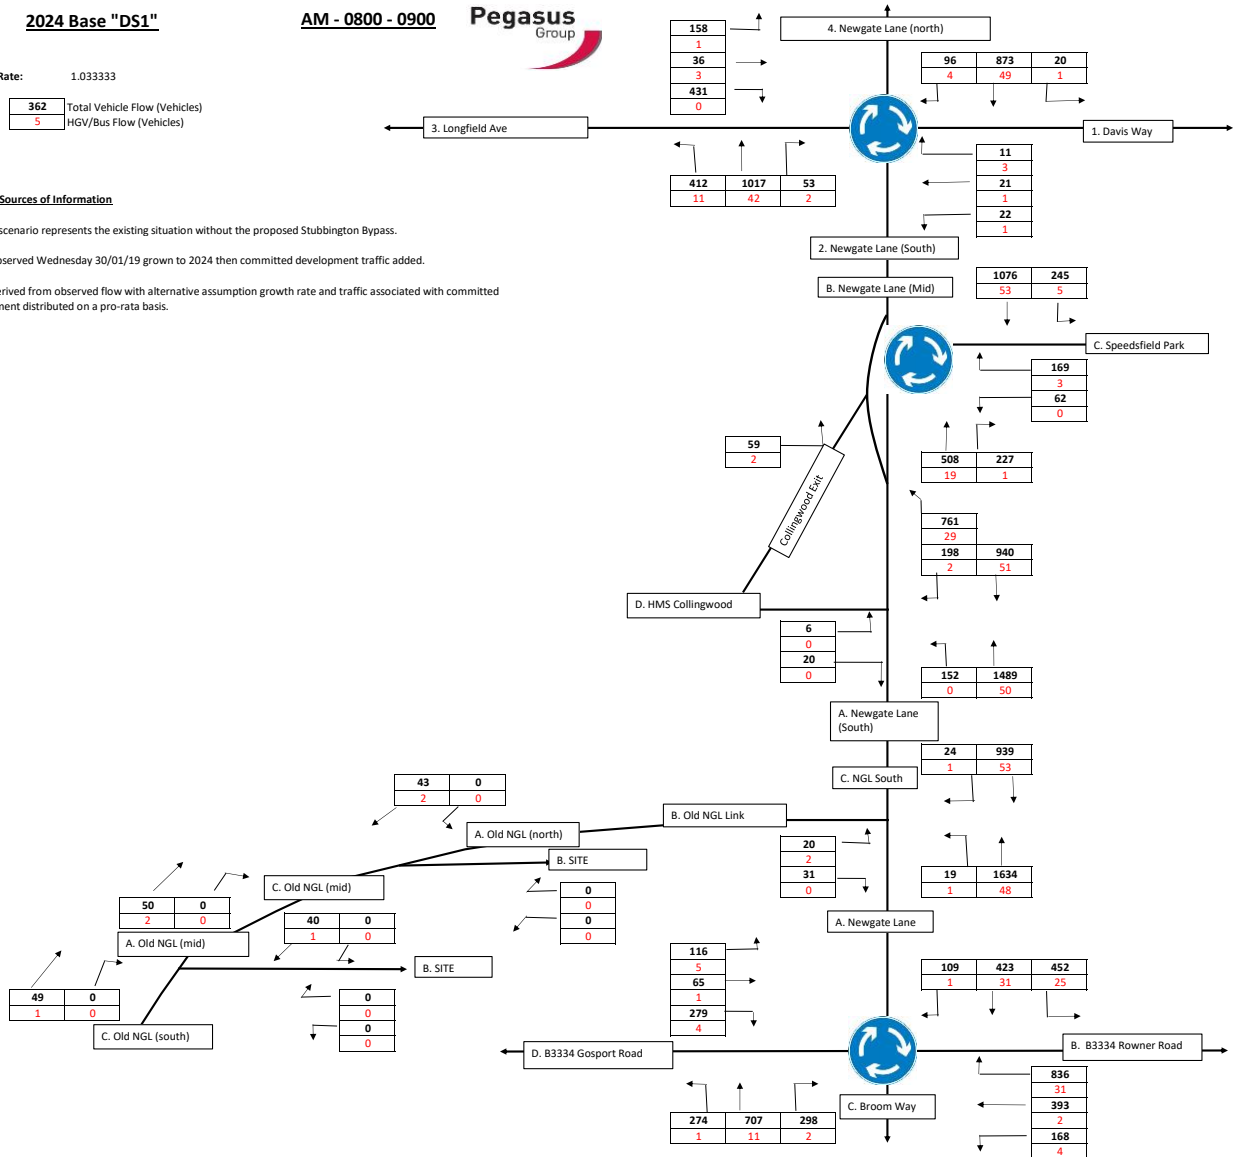 2024 Base "DS1"
AM - 0800 - 0900
Pegasus
Group
Rate: 1.033333
362 Total Vehicle Flow (Vehicles)
5 HGV/Bus Flow (Vehicles)
Sources of Information
scenario represents the existing situation without the proposed Stubbington Bypass.
bserved Wednesday 30/01/19 grown to 2024 then committed development traffic added.
erived from observed flow with alternative assumption growth rate and traffic associated with committed
ment distributed on a pro-rata basis.
158
1
36
3
431
0
4. Newgate Lane (north)
96 873 20
4 49 1
3. Longfield Ave
1. Davis Way
412 1017 53
11 42 2
11
3
21
1
22
1
2. Newgate Lane (South)
B. Newgate Lane (Mid)
1076 245
53 5
C. Speedsfield Park
169
3
62
0
59
2
Collingwood Exit
508 227
19 1
761
29
198 940
2 51
D. HMS Collingwood
6
0
20
0
152 1489
0 50
A. Newgate Lane
(South)
24 939
1 53
C. NGL South
43 0
2 0
A. Old NGL (north)
B. Old NGL Link
20
2
31
0
19 1634
1 48
B. SITE
C. Old NGL (mid)
0
0
0
0
50 0
2 0
40 0
1 0
A. Old NGL (mid)
A. Newgate Lane
B. SITE
49 0
1 0
0
0
0
0
C. Old NGL (south)
116
5
65
1
279
4
109 423 452
1 31 25
D. B3334 Gosport Road
B. B3334 Rowner Road
274 707 298
1 11 2
C. Broom Way
836
31
393
2
168
4